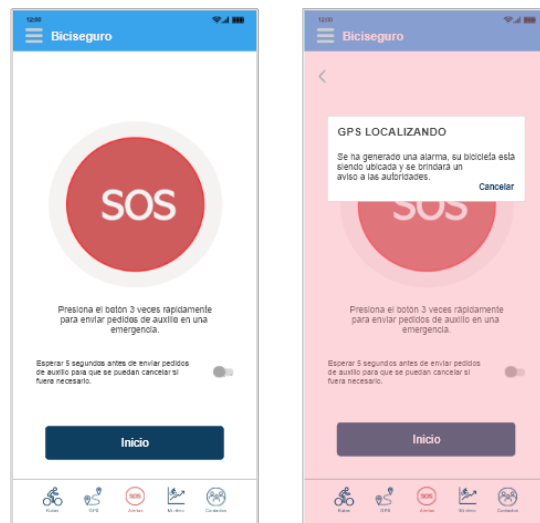 12:00
Biciseguro
SOS
Presiona el botón 3 veces rápidamente
para enviar pedidos de auxilio en una
emergencia.
Esperar 5 segundos antes de enviar pedidos
de auxilio para que se puedan cancelar si
fuera necesario.
Inicio
Rutas
GPS
SOS
Alertas
Contactos
12:00
Biciseguro
GPS LOCALIZANDO
Se ha generado una alarma, su bicicleta está
siendo ubicada y se brindará un
aviso a las autoridades.
Cancelar
SOS
Presiona el botón 3 veces rápidamente
para enviar pedidos de auxilio en una
emergencia.
Esperar 5 segundos antes de enviar pedidos
de auxilio para que se puedan cancelar si
fuera necesario.
Inicio
Rutas
GPS
SOS
Alertas
Contactos